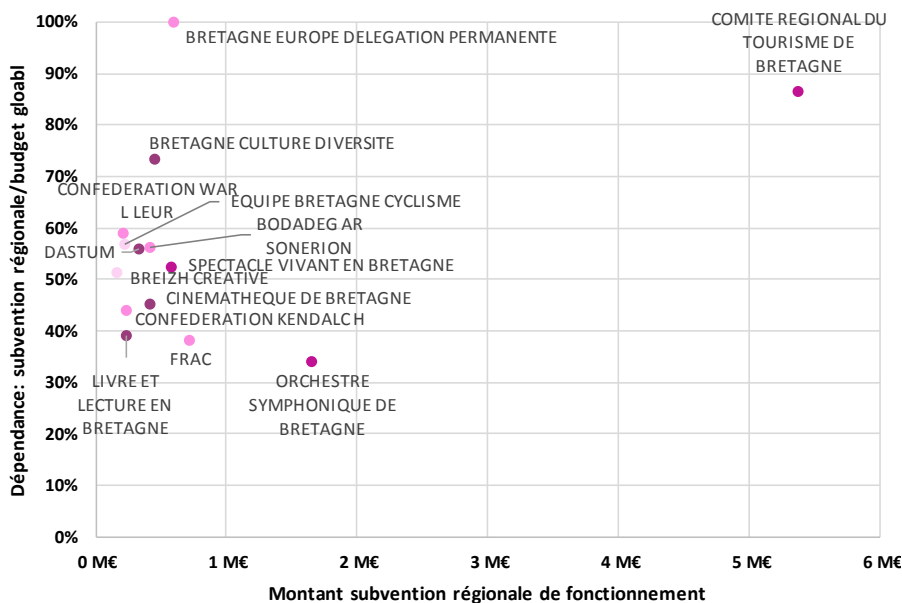 100%
90%
80%
70%
60%
50%
40%
30%
20%
10%
0%
Dépendance: subvention régionale/budget gloabl
COMITE REGIONAL DU
TOURISME DE
BRETAGNE
BRETAGNE EUROPE DELEGATION PERMANENTE
BRETAGNE CULTURE DIVERSITE
CONFEDERATION WAR
L LEUR
EQUIPE BRETAGNE CYCLISME
BODADEG AR
SONERION
DASTUM
SPECTACLE VIVANT EN BRETAGNE
BREIZH CREATIVE
CINEMATHEQUE DE BRETAGNE
CONFEDERATION KENDALCH
FRAC
LIVRE ET
LECTURE EN
BRETAGNE
ORCHESTRE
SYMPHONIQUE DE
BRETAGNE
0 M€ 1 M€ 2 M€ 3 M€ 4 M€ 5 M€ 6 M€
Montant subvention régionale de fonctionnement